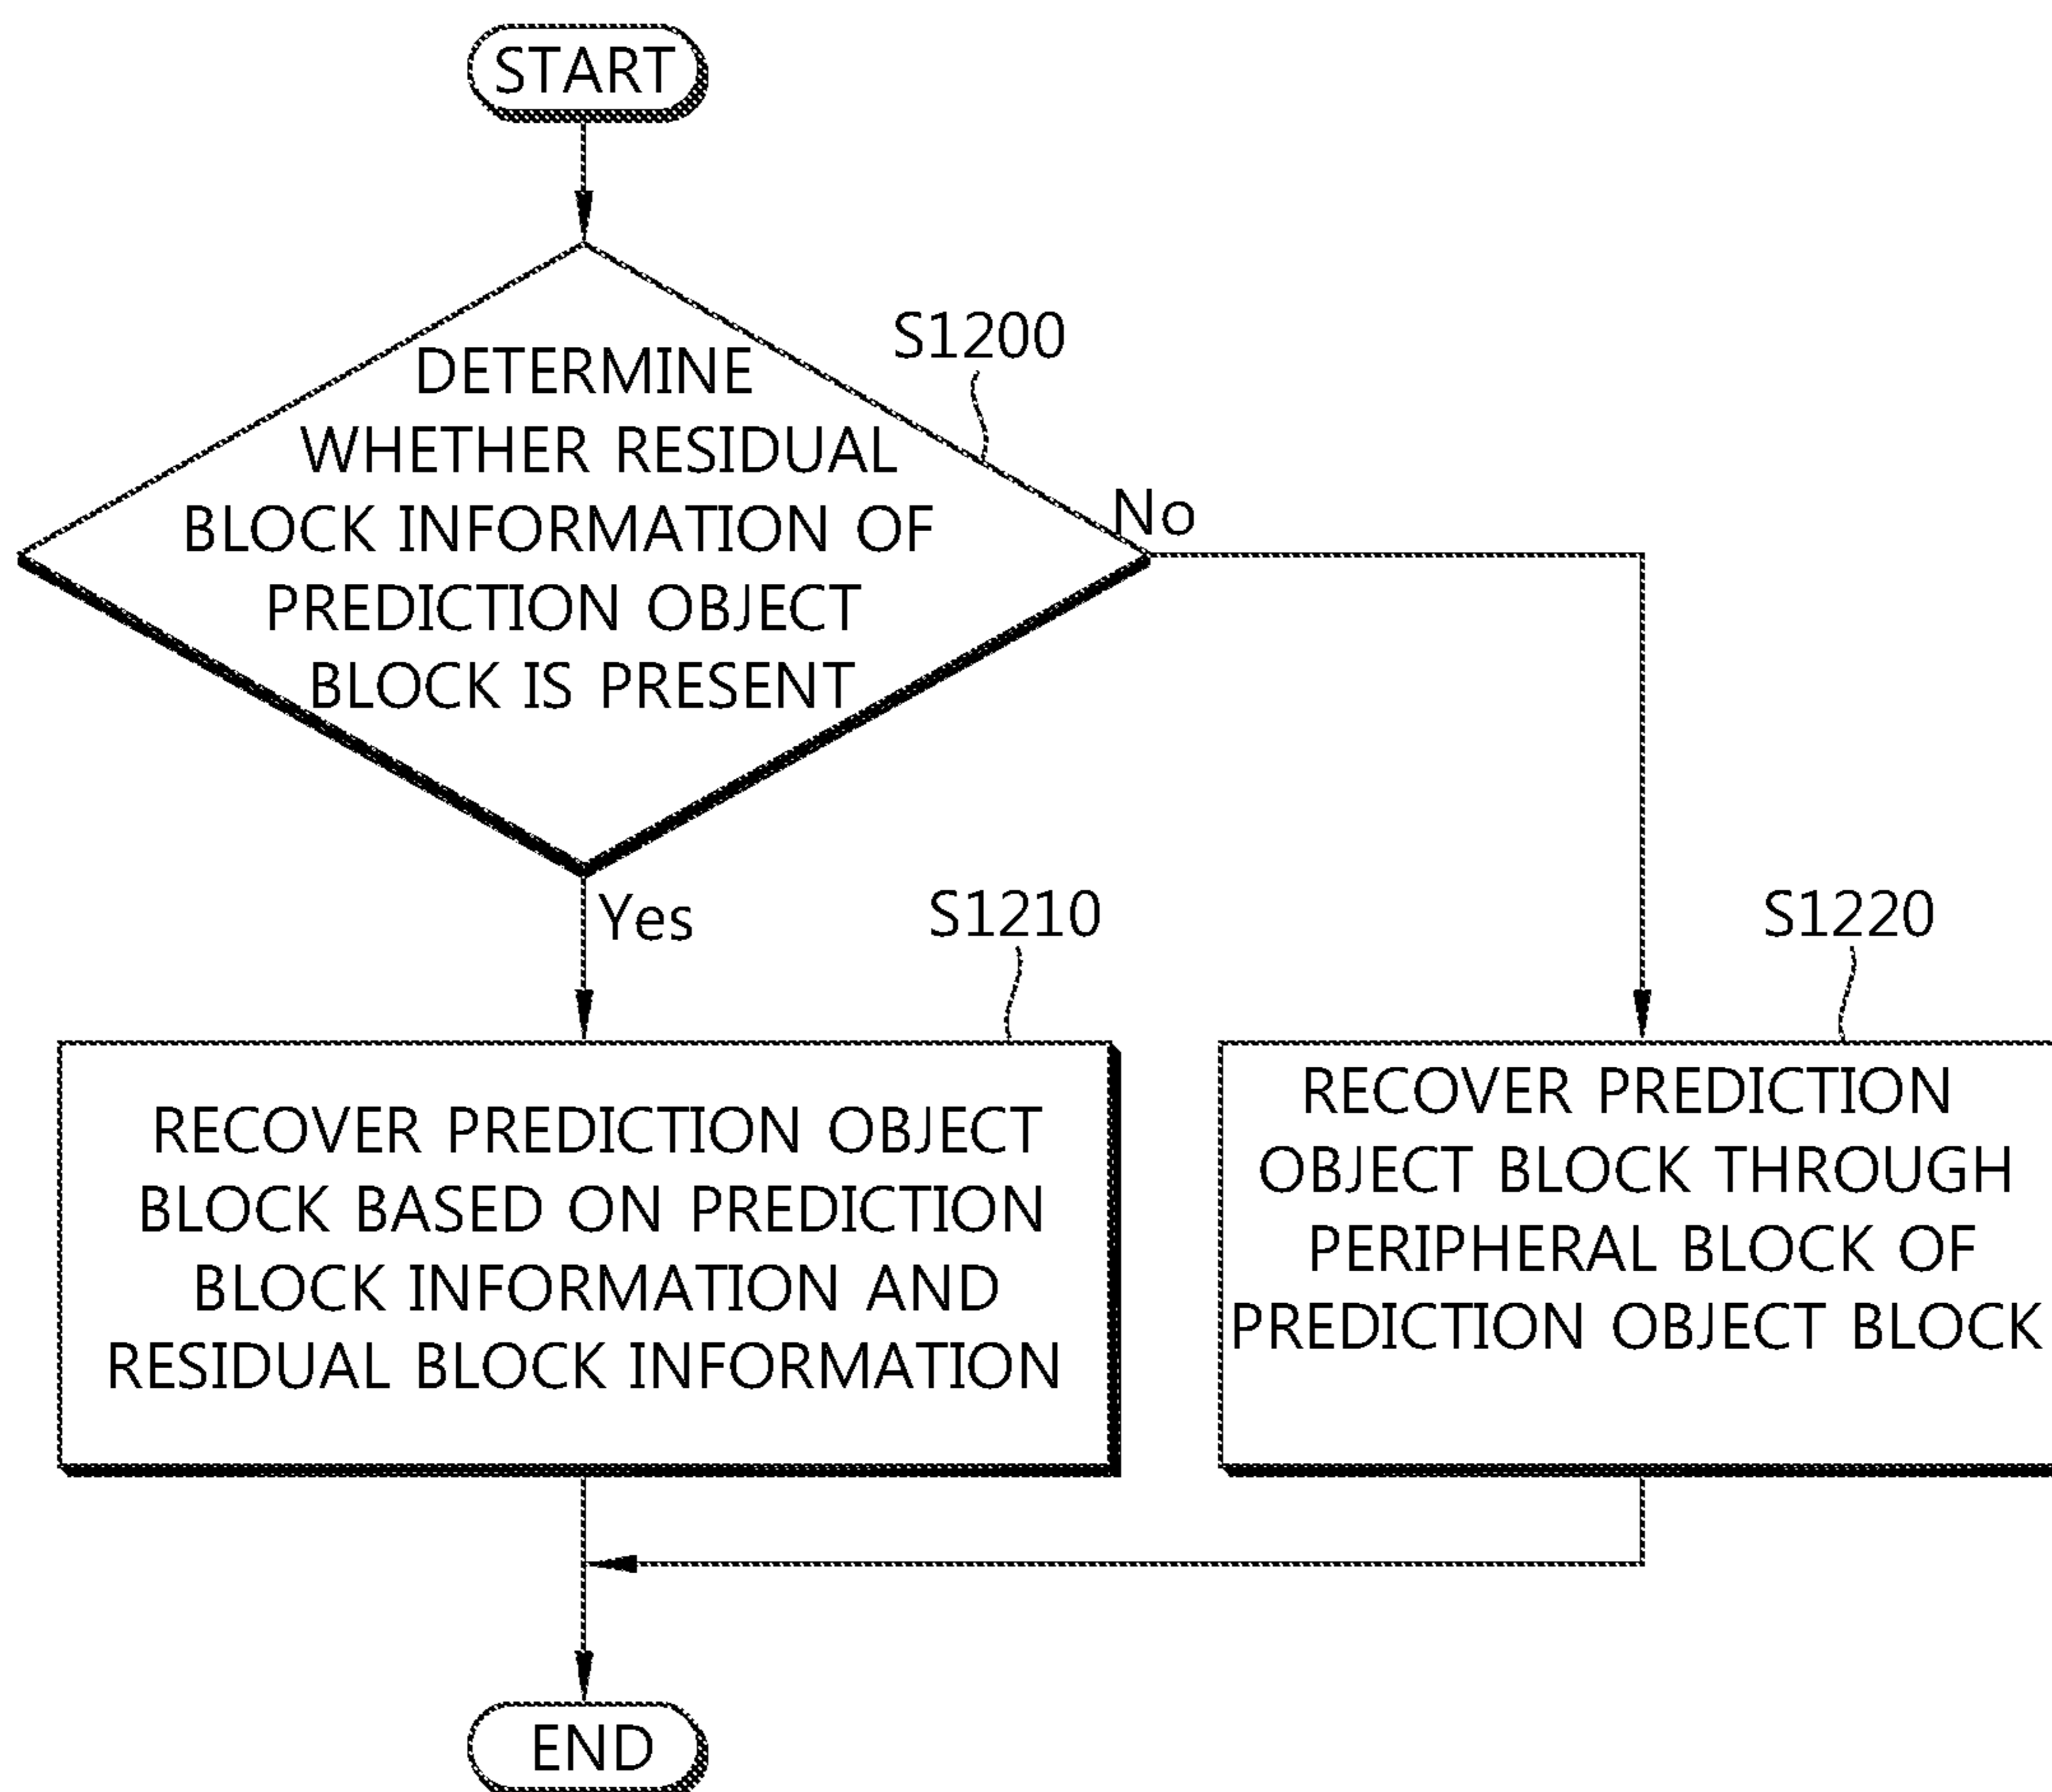 START
S1200
DETERMINE
WHETHER RESIDUAL
BLOCK INFORMATION OF
PREDICTION OBJECT
BLOCK IS PRESENT
No
Yes
S1210
RECOVER PREDICTION OBJECT
BLOCK BASED ON PREDICTION
BLOCK INFORMATION AND
RESIDUAL BLOCK INFORMATION
S1220
RECOVER PREDICTION
OBJECT BLOCK THROUGH
PERIPHERAL BLOCK OF
PREDICTION OBJECT BLOCK
END